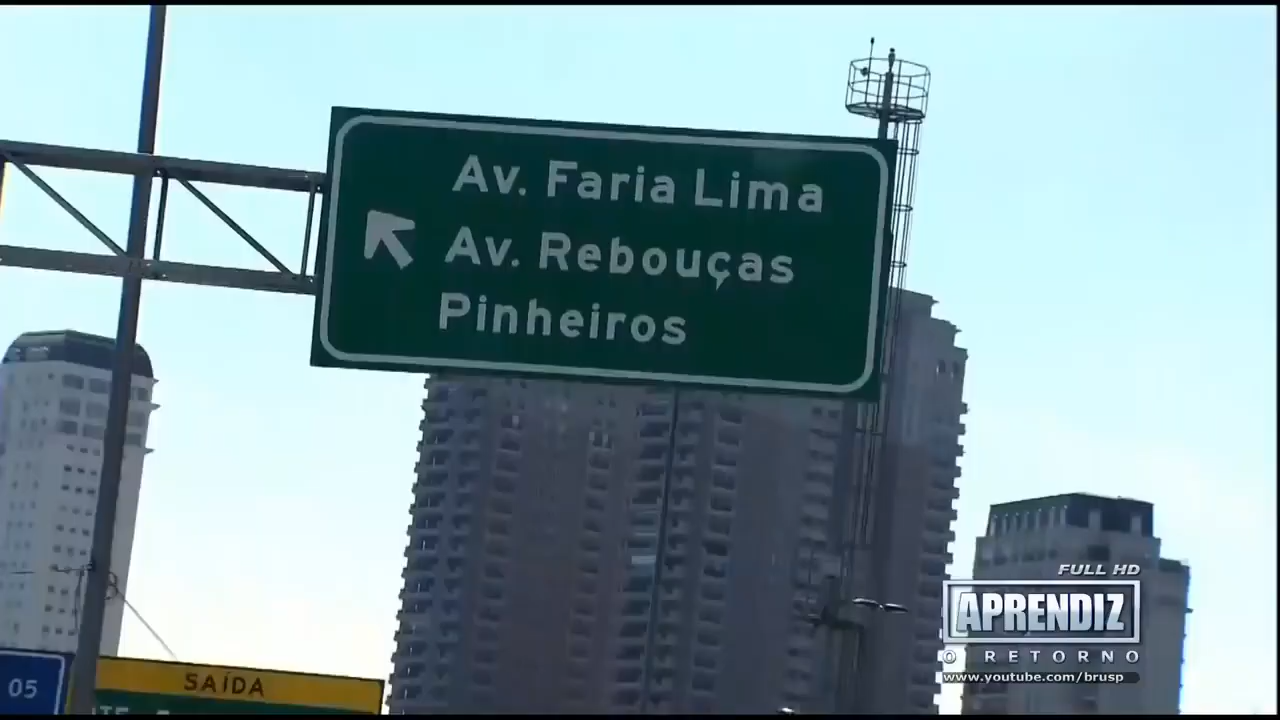 Av. Faria Lima
Av. Rebouças
Pinheiros
FULL HD
APRENDIZ
O RETORNO
www.youtube.com/brusp
SAÍDA
05